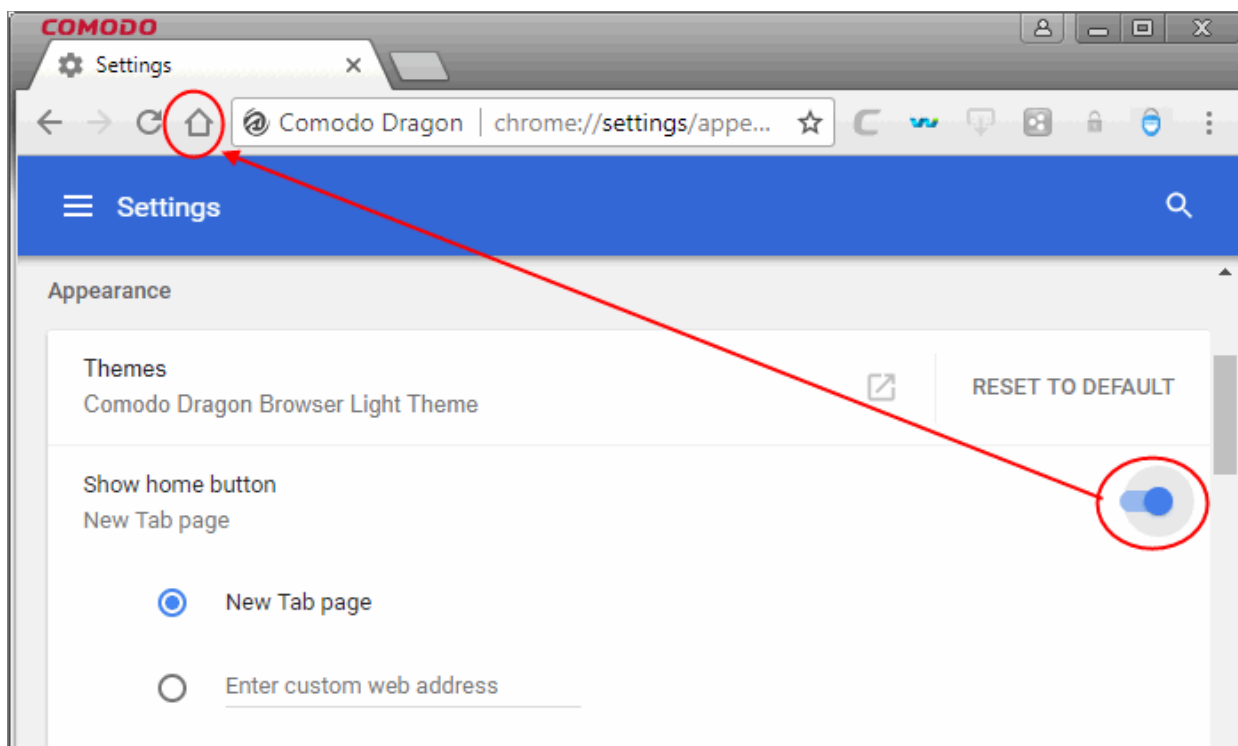 COMODO
Settings
Comodo Dragon | chrome://settings/appe...
Settings
Appearance
Themes
Comodo Dragon Browser Light Theme
RESET TO DEFAULT
Show home button
New Tab page
New Tab page
Enter custom web address